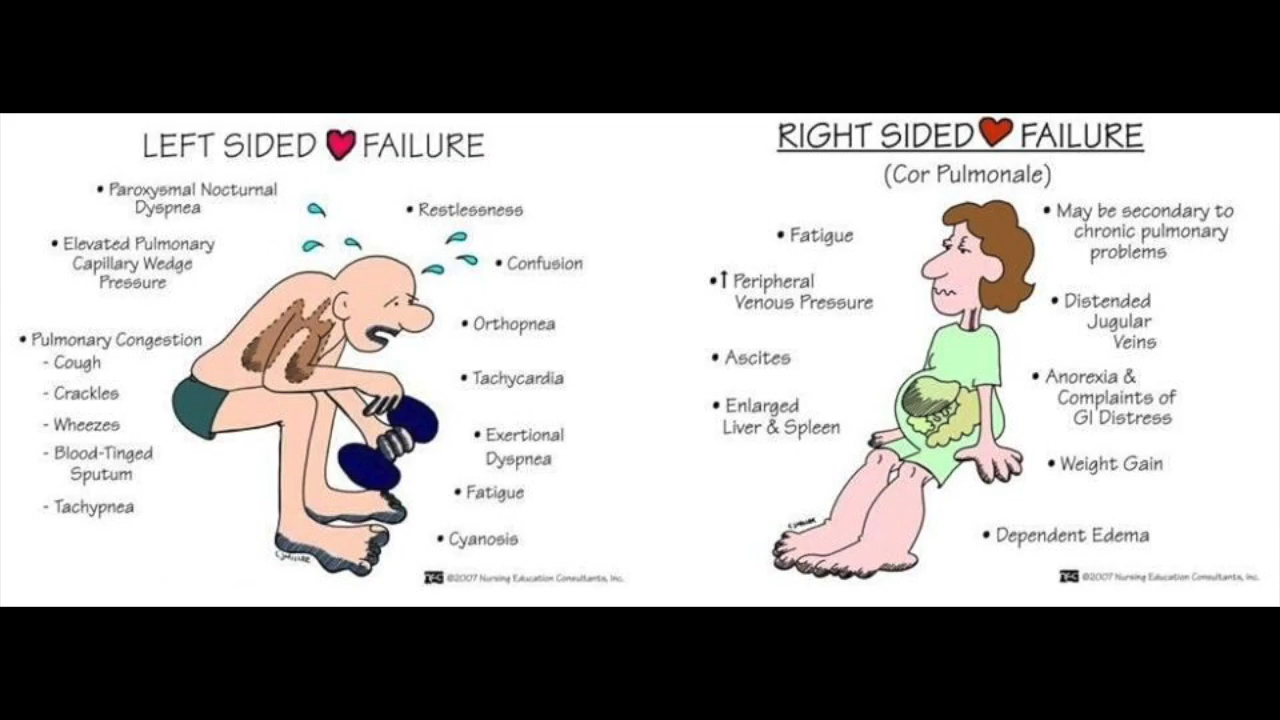 LEFT SIDED FAILURE
• Paroxysmal Nocturnal
Dyspnea
• Elevated Pulmonary
Capillary Wedge
Pressure
• Pulmonary Congestion
- Cough
- Crackles
- Wheezes
- Blood-Tinged
Sputum
- Tachypnea
• Restlessness
• Confusion
• Orthopnea
• Tachycardia
• Exertional
Dyspnea
• Fatigue
• Cyanosis
©2007 Nursing Education Consultants, Inc.
RIGHT SIDED FAILURE
(Cor Pulmonale)
• Fatigue
• ↑ Peripheral
Venous Pressure
• Ascites
• Enlarged
Liver & Spleen
• May be secondary to
chronic pulmonary
problems
• Distended
Jugular
Veins
• Anorexia &
Complaints of
GI Distress
• Weight Gain
• Dependent Edema
©2007 Nursing Education Consultants, Inc.